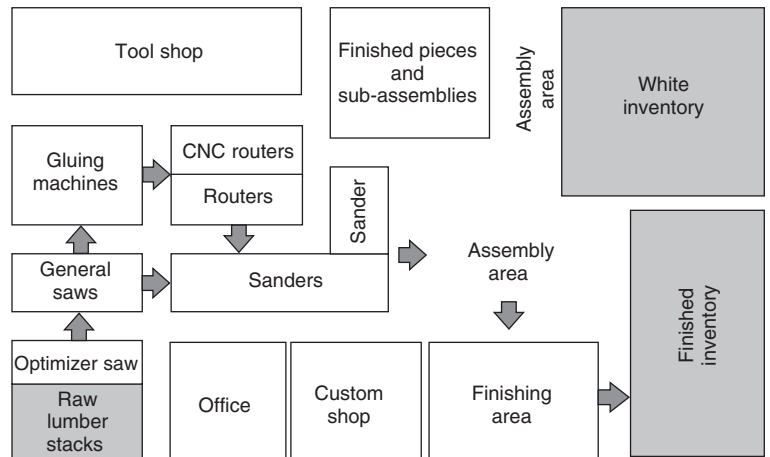 Tool shop
Finished pieces
and
sub-assemblies
Assembly
area
White
inventory
Gluing
machines
CNC routers
Routers
Sander
General
saws
Sanders
Assembly
area
Finished
inventory
Optimizer saw
Raw
lumber
stacks
Office
Custom
shop
Finishing
area